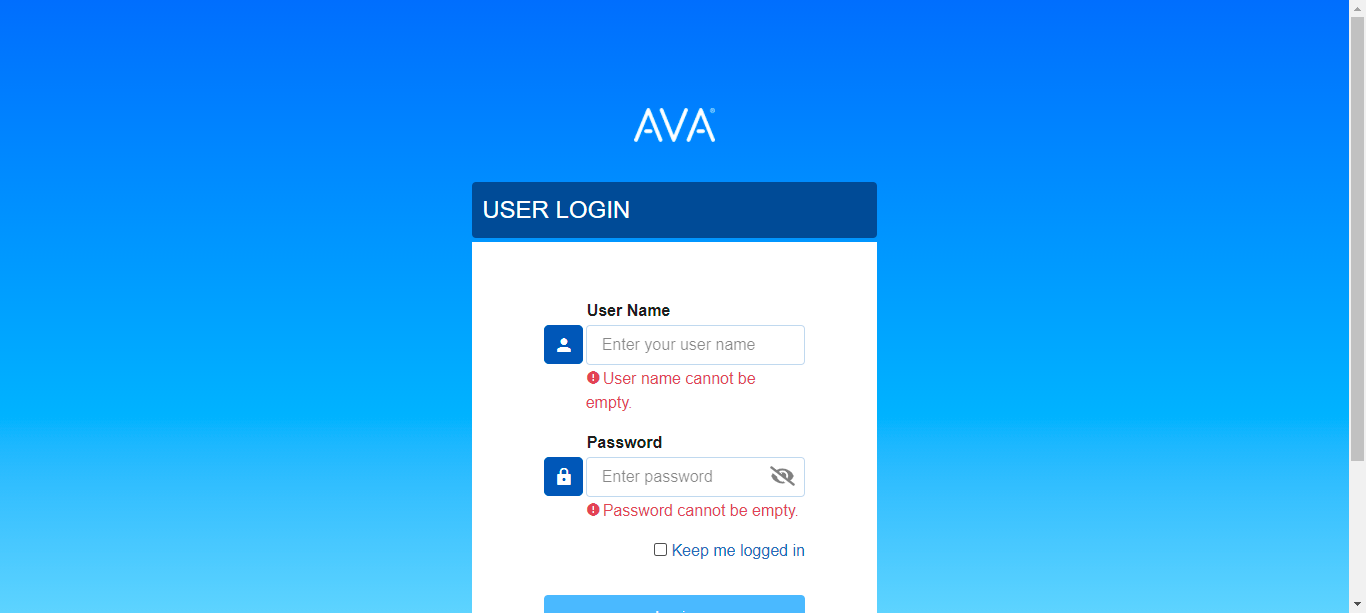 AVA®
USER LOGIN
User Name
Enter your user name
User name cannot be
empty.
Password
Enter password
Password cannot be empty.
Keep me logged in